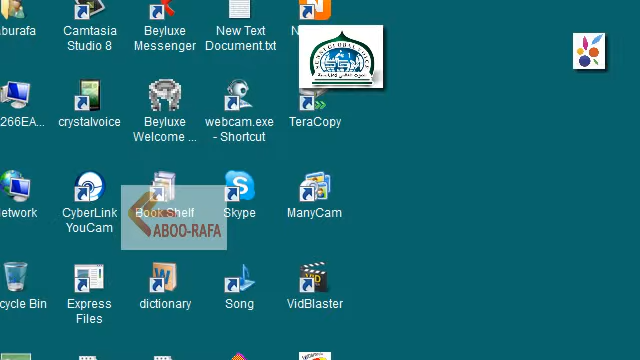 burafa
Camtasia
Studio 8
Beyluxe
Messenger
New Text
Document.txt
N
266EA...
crystalvoice
Beyluxe
Welcome ...
webcam.exe
- Shortcut
TeraCopy
etwork
CyberLink
YouCam
Book Shelf
Skype
ManyCam
ABOO-RAFA
cycle Bin
Express
Files
dictionary
Song
VidBlaster